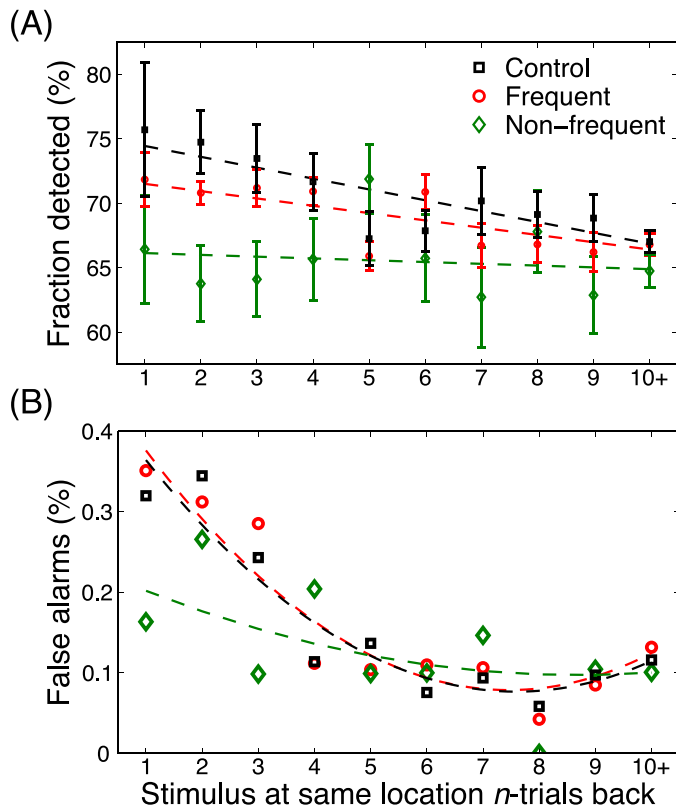 (A)
Fraction detected (%)
80
75
70
65
60
Control
Frequent
Non−frequent
1 2 3 4 5 6 7 8 9 10+
(B)
False alarms (%)
0.4
0.3
0.2
0.1
0
1 2 3 4 5 6 7 8 9 10+
Stimulus at same location n-trials back